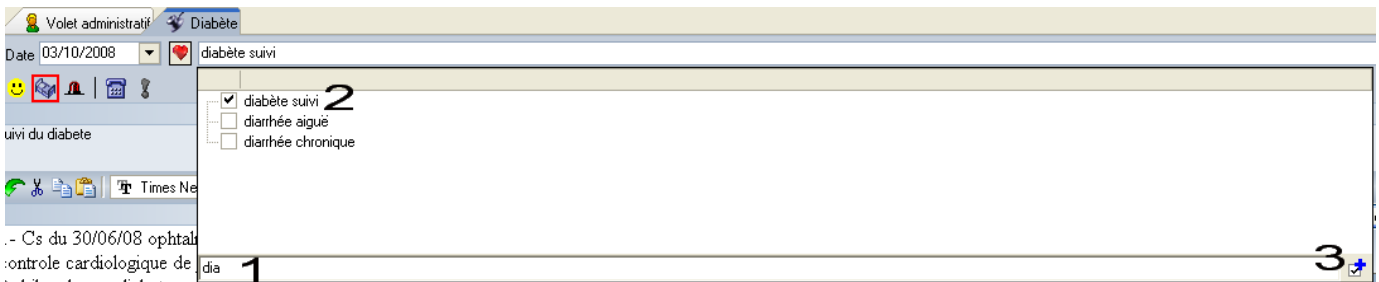 Volet administratif Diabète
Date 03/10/2008 diabète suivi
diabète suivi 2
diarrhée aiguë
diarrhée chronique
uivi du diabete
Times Ne
.- Cs du 30/06/08 ophtal
controle cardiologique de
dia 1 3